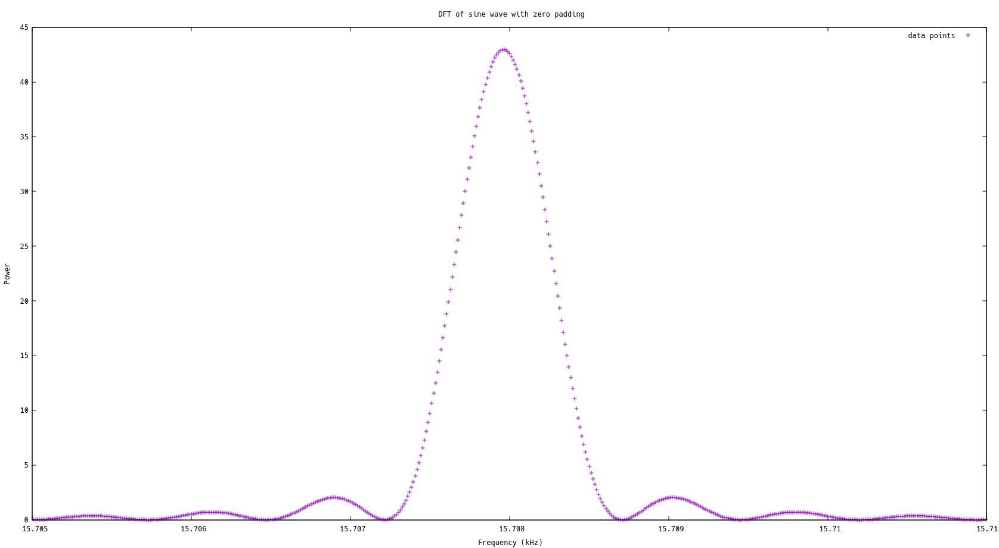 DFT of sine wave with zero padding
data points
45
40
35
30
25
20
15
10
5
0
Power
15.705 15.706 15.707 15.708 15.709 15.71 15.71
Frequency (kHz)